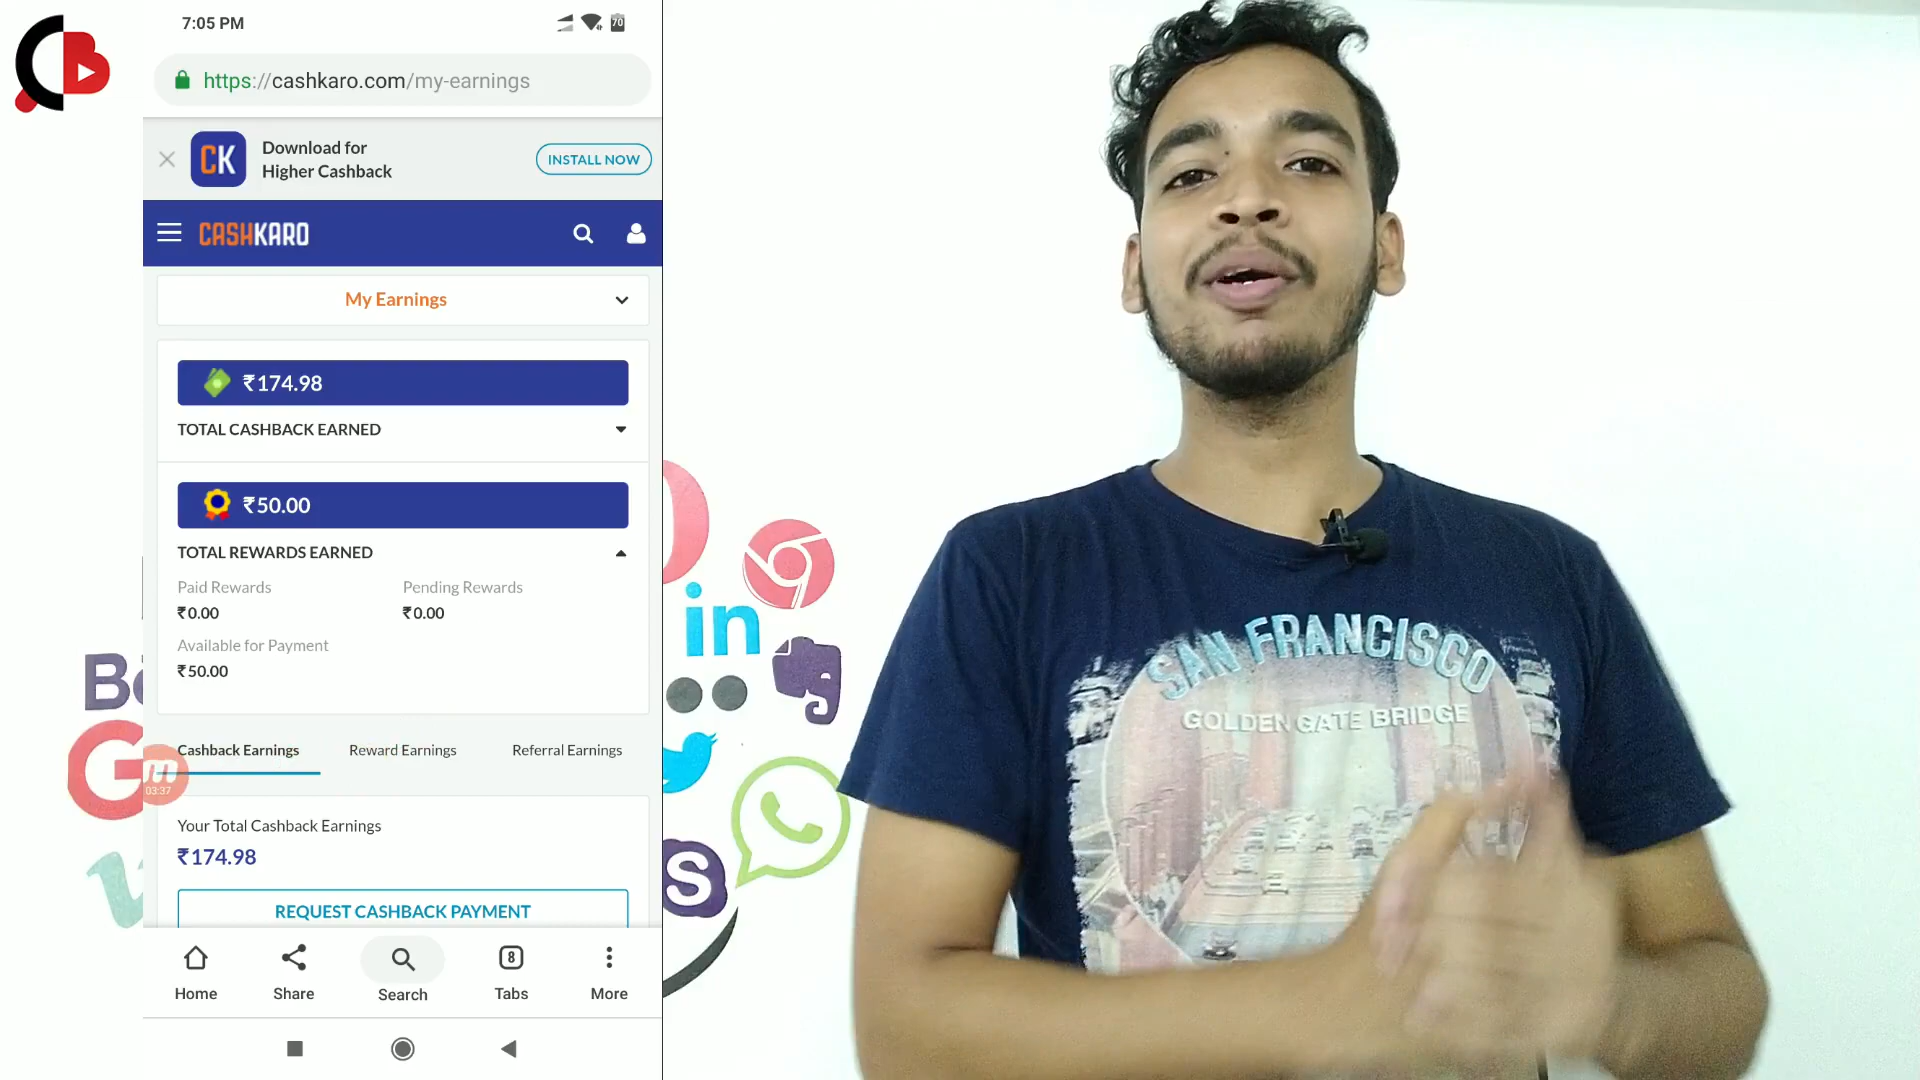 7:05 PM
70
https://cashkaro.com/my-earnings
CK
Download for
Higher Cashback
INSTALL NOW
CASHKARO
My Earnings
₹174.98
TOTAL CASHBACK EARNED
₹50.00
TOTAL REWARDS EARNED
Paid Rewards
Pending Rewards
₹0.00
₹0.00
Available for Payment
₹50.00
Cashback Earnings
Reward Earnings
Referral Earnings
03:37
Your Total Cashback Earnings
₹174.98
REQUEST CASHBACK PAYMENT
Home
Share
Search
8
Tabs
More
in
S
SAN FRANCISCO
GOLDEN GATE BRIDGE